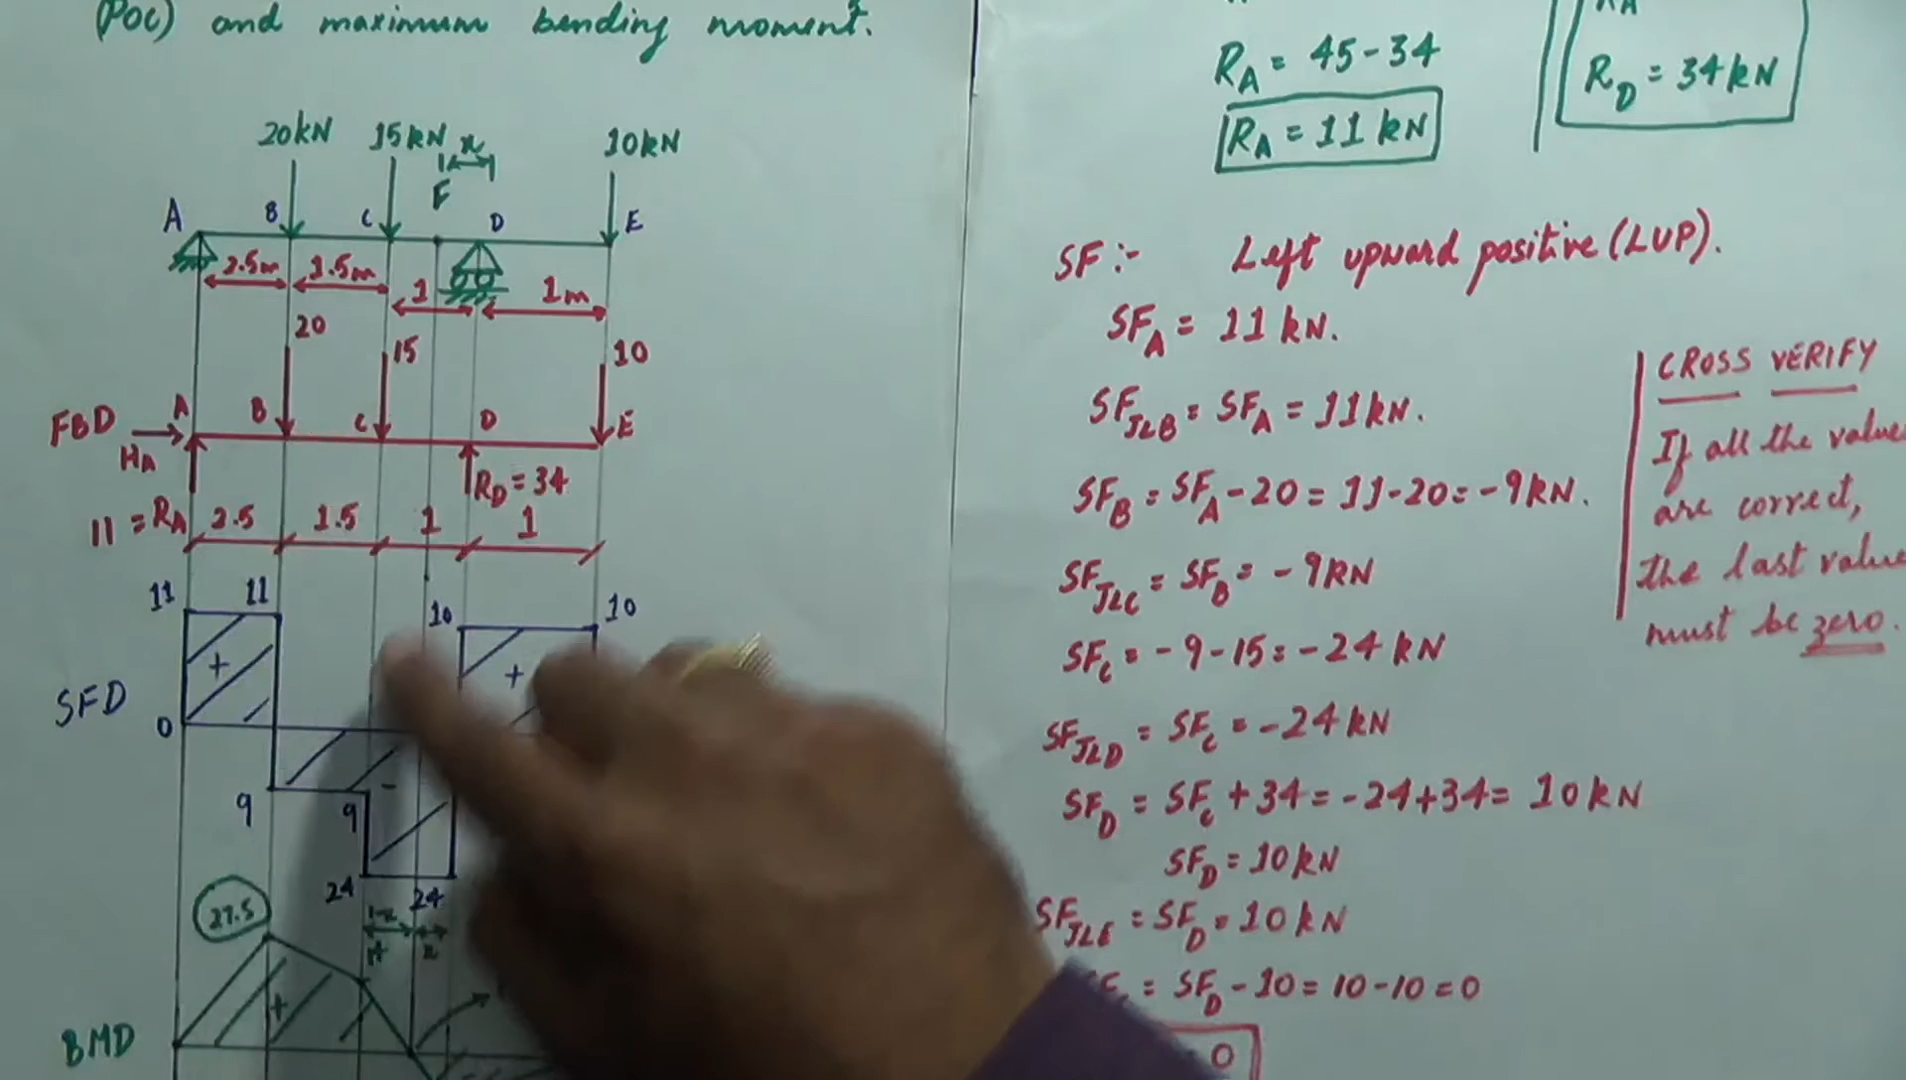 (POC) and maximum bending moment.
20kN 15kN x 10kN
F
A B C D E
2.5m 1.5m 1 1m
20 15 10
FBD A B C D E
HA
RD = 34
11 = RA 2.5 1.5 1 1
11 11 10 10
+ +
SFD 0
-
9 9
24 24
27.5 1-x x
14
+
BMD
RA = 45-34
RA = 11 kN
RA
RD = 34 kN
SF:- Left upward positive (LUP).
SFA = 11 kN.
SFJLB = SFA = 11 kN.
SFB = SFA - 20 = 11-20 = -9 kN.
SFJLC = SFB = - 9 kN
SFC = - 9 - 15 = - 24 kN
SFJLD = SFC = - 24 kN
SFD = SFC + 34 = - 24 + 34 = 10 kN
SFD = 10 kN
SFJLE = SFD = 10 kN
= SFD - 10 = 10 - 10 = 0
0
CROSS VERIFY
If all the value
are correct,
the last value
must be zero.